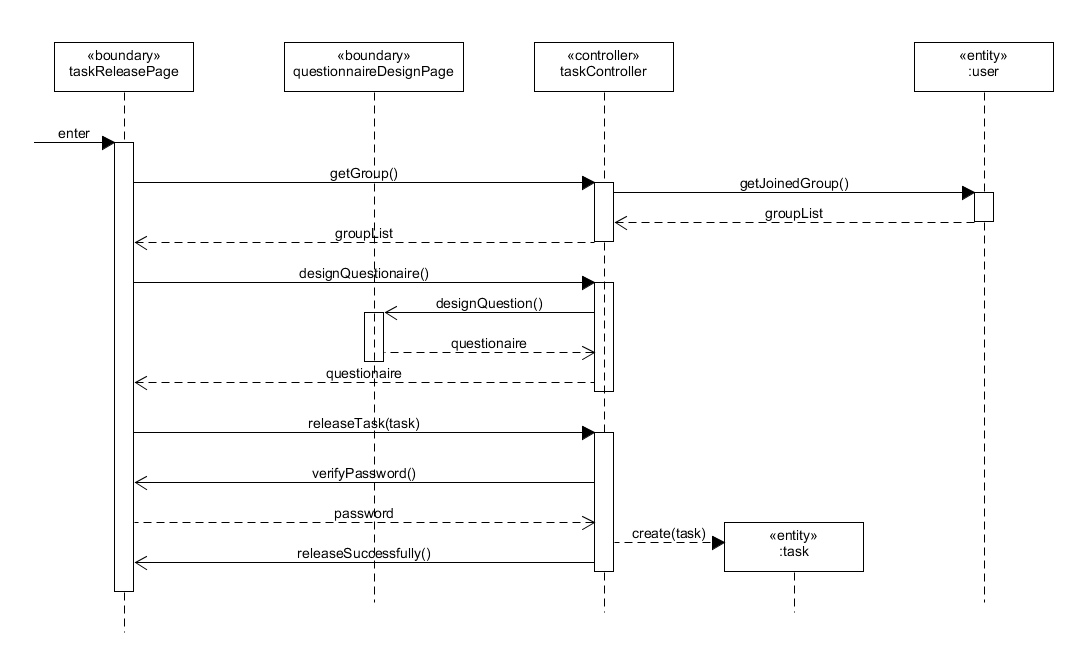 «boundary»
taskReleasePage
«boundary»
questionnaireDesignPage
«controller»
taskController
«entity»
:user
enter
getGroup()
getJoinedGroup()
groupList
groupList
designQuestionaire()
designQuestion()
questionaire
questionaire
releaseTask(task)
verifyPassword()
password
create(task)
«entity»
:task
releaseSuccessfully()